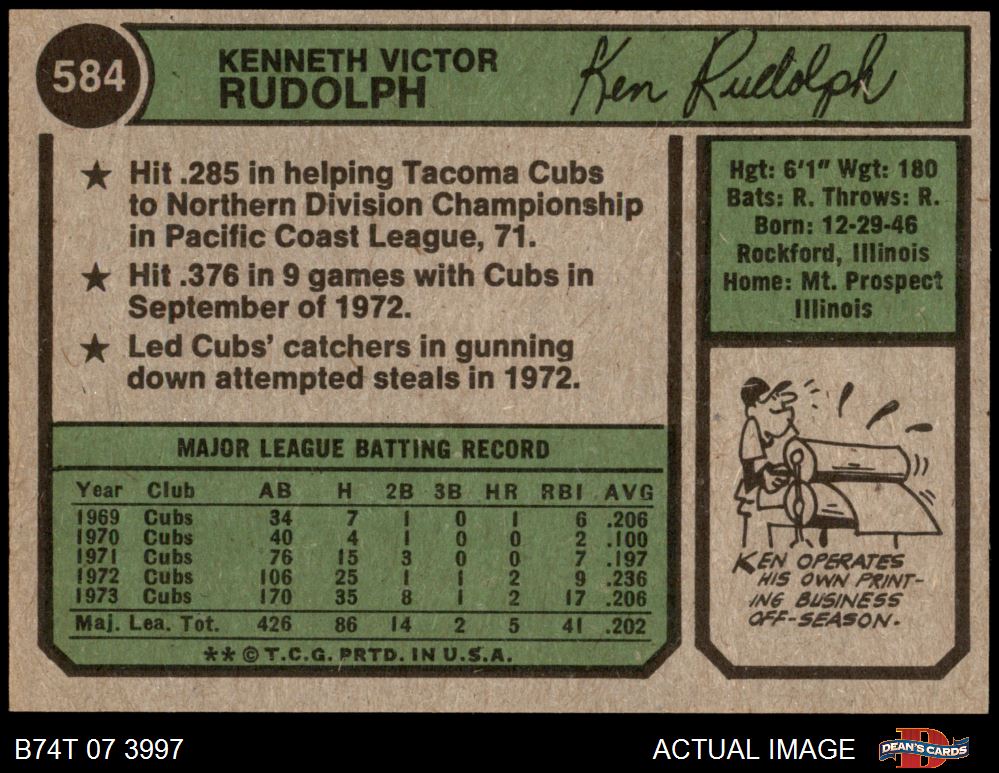 584
KENNETH VICTOR
RUDOLPH
Ken Rudolph
★ Hit .285 in helping Tacoma Cubs
to Northern Division Championship
in Pacific Coast League, 71.
★ Hit .376 in 9 games with Cubs in
September of 1972.
★ Led Cubs' catchers in gunning
down attempted steals in 1972.
Hgt: 6'1" Wgt: 180
Bats: R. Throws: R.
Born: 12-29-46
Rockford, Illinois
Home: Mt. Prospect
Illinois
MAJOR LEAGUE BATTING RECORD
Year Club AB H 2B 3B HR RBI AVG
1969 Cubs 34 7 1 0 1 6 .206
1970 Cubs 40 4 1 0 0 2 .100
1971 Cubs 76 15 3 0 0 7 .197
1972 Cubs 106 25 1 1 2 9 .236
1973 Cubs 170 35 8 1 2 17 .206
Maj. Lea. Tot. 426 86 14 2 5 41 .202
** © T.C.G. PRTD. IN U.S.A.
KEN OPERATES
HIS OWN PRINT-
ING BUSINESS
OFF-SEASON.
B74T 07 3997
ACTUAL IMAGE
DEAN'S CARDS